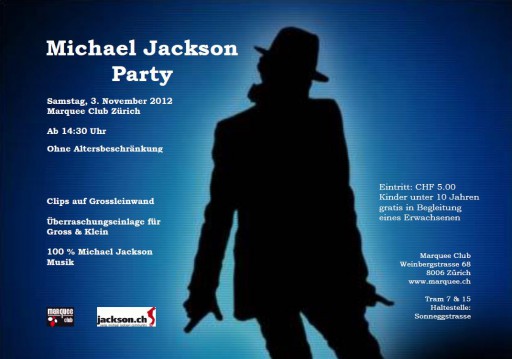 Michael Jackson
Party
Samstag, 3. November 2012
Marquee Club Zürich
Ab 14:30 Uhr
Ohne Altersbeschränkung
Clips auf Grossleinwand
Überraschungseinlage für
Gross & Klein
100 % Michael Jackson
Musik
Eintritt: CHF 5.00
Kinder unter 10 Jahren
gratis in Begleitung
eines Erwachsenen
Marquee Club
Weinbergstrasse 68
8006 Zürich
www.marquee.ch
Tram 7 & 15
Haltestelle:
Sonneggstrasse
marquee
club
jackson.ch